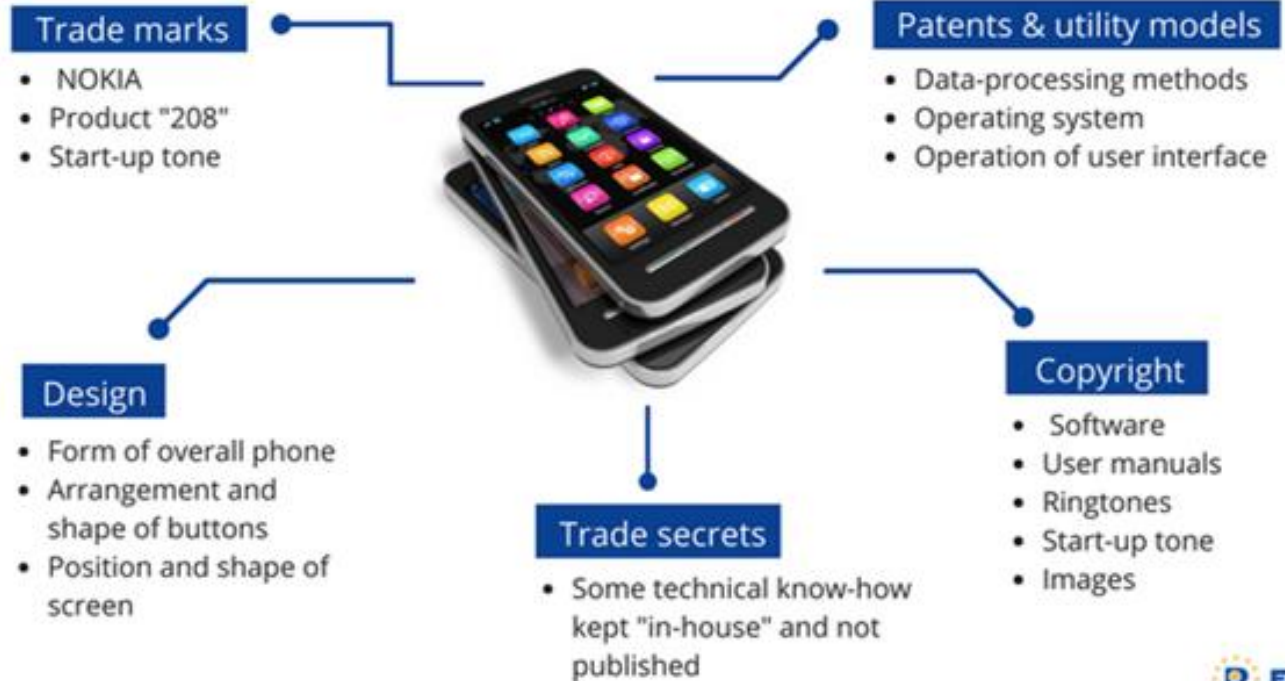 Trade marks
• NOKIA
• Product "208"
• Start-up tone
Patents & utility models
• Data-processing methods
• Operating system
• Operation of user interface
Design
• Form of overall phone
• Arrangement and
shape of buttons
• Position and shape of
screen
Trade secrets
• Some technical know-how
kept "in-house" and not
published
Copyright
• Software
• User manuals
• Ringtones
• Start-up tone
• Images